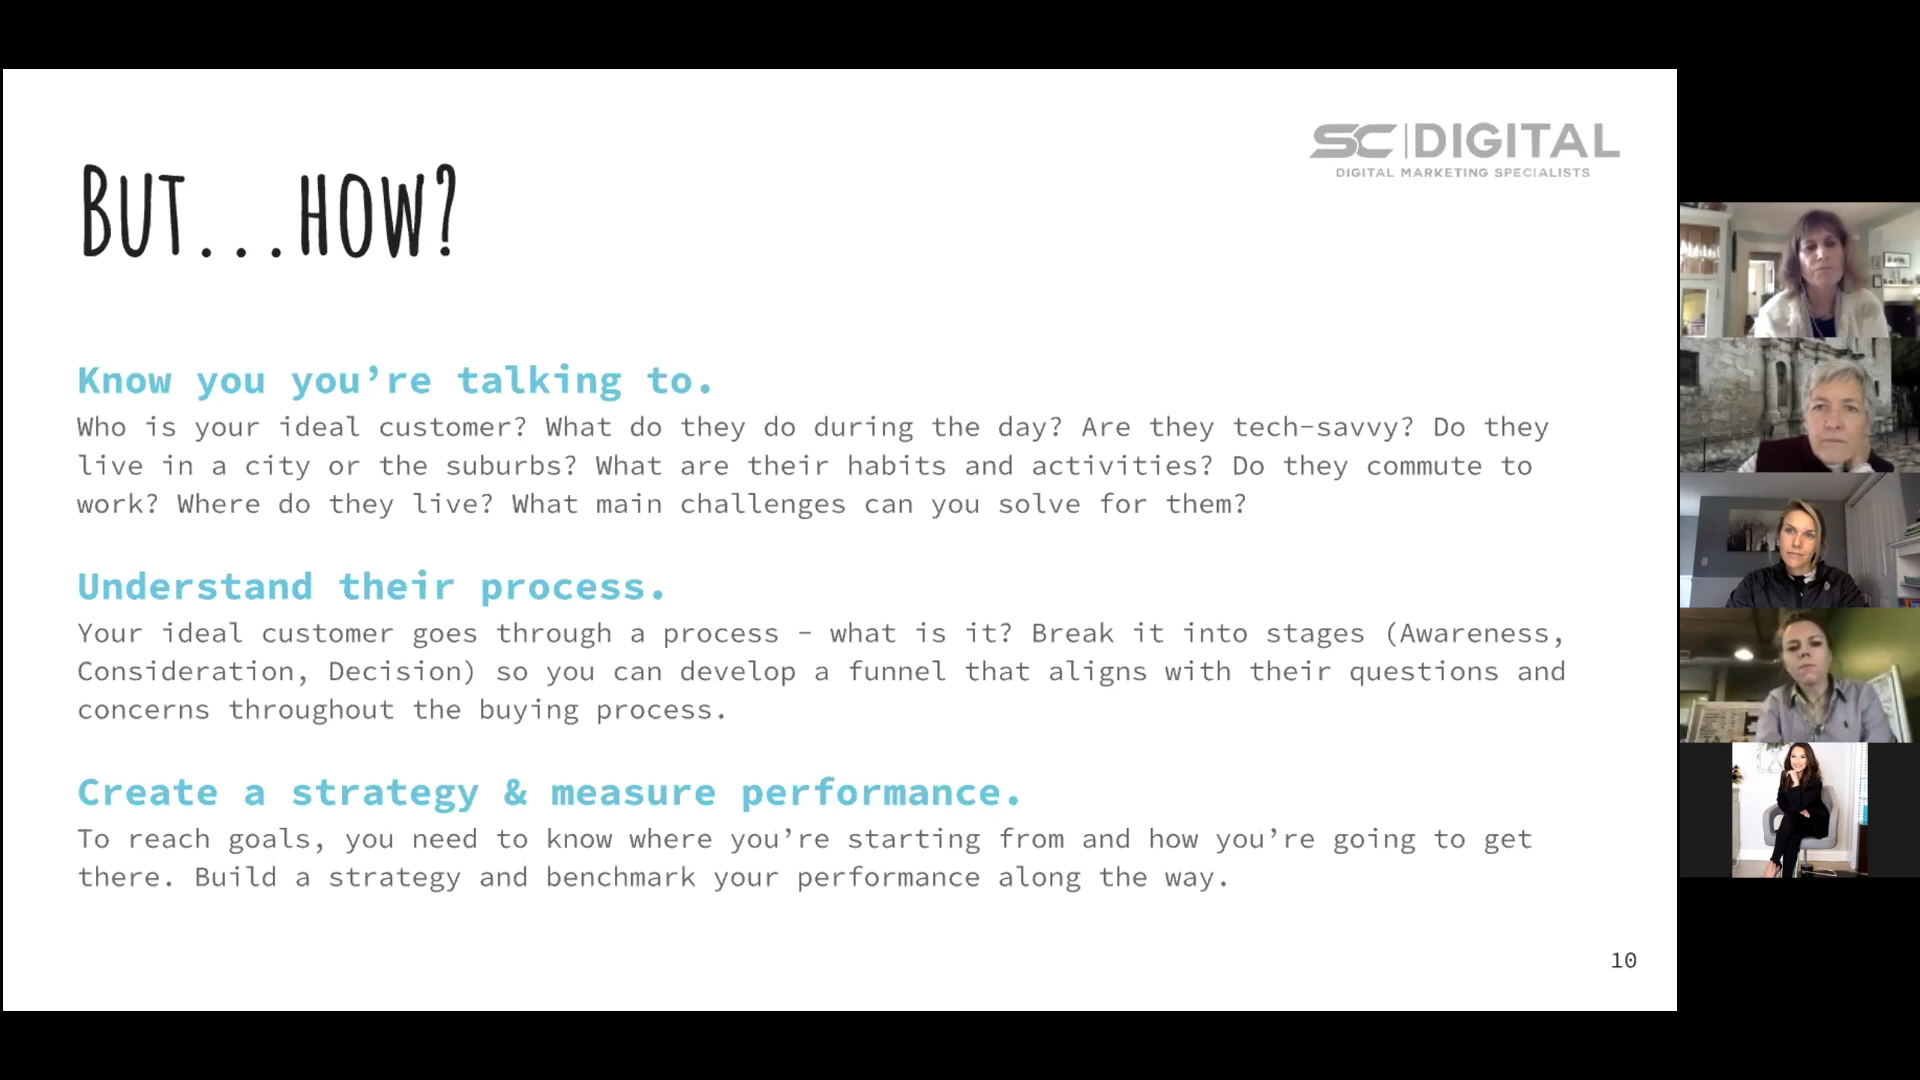 SC|DIGITAL
DIGITAL MARKETING SPECIALISTS
BUT...HOW?
Know you you’re talking to.
Who is your ideal customer? What do they do during the day? Are they tech-savvy? Do they
live in a city or the suburbs? What are their habits and activities? Do they commute to
work? Where do they live? What main challenges can you solve for them?
Understand their process.
Your ideal customer goes through a process – what is it? Break it into stages (Awareness,
Consideration, Decision) so you can develop a funnel that aligns with their questions and
concerns throughout the buying process.
Create a strategy & measure performance.
To reach goals, you need to know where you’re starting from and how you’re going to get
there. Build a strategy and benchmark your performance along the way.
10